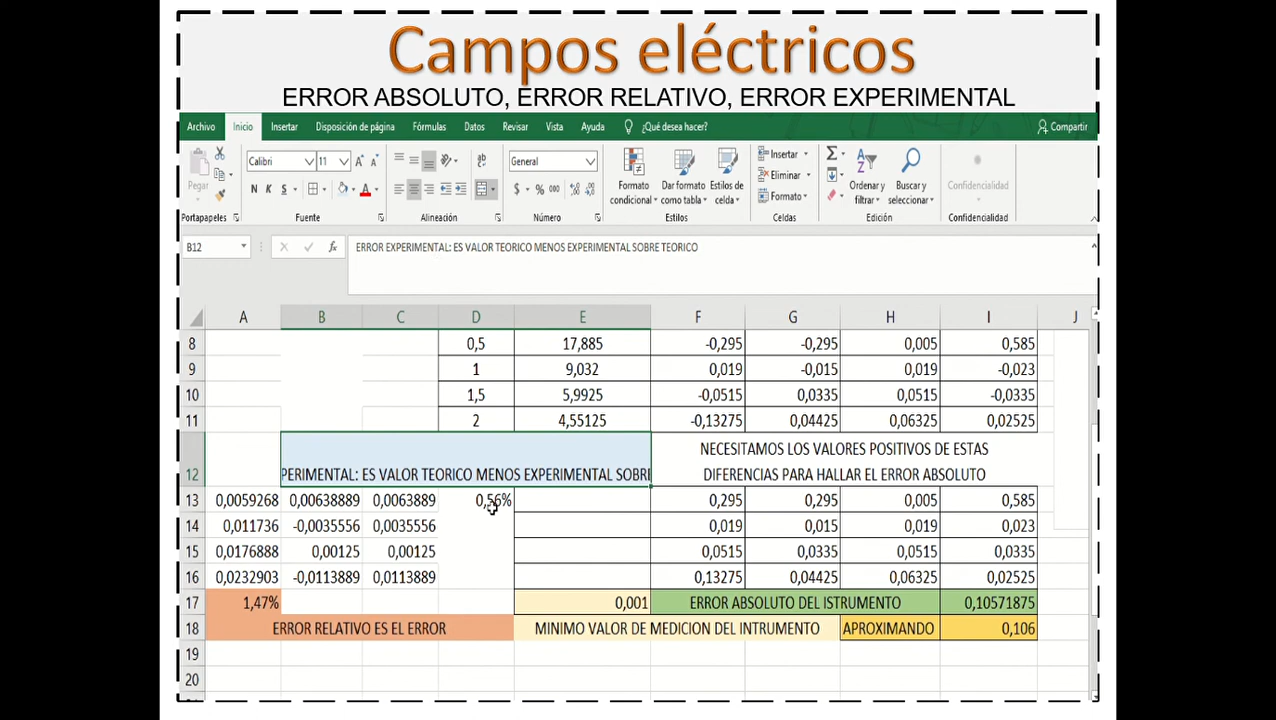 Campos eléctricos
ERROR ABSOLUTO, ERROR RELATIVO, ERROR EXPERIMENTAL
Archivo Inicio Insertar Disposición de página Fórmulas Datos Revisar Vista Ayuda ¿Qué desea hacer? Compartir
Pegar
Portapapeles
Calibri 11
N K S
Fuente
Alineación
General
$ % 000
Número
Formato condicional
Dar formato como tabla
Estilos de celda
Estilos
Insertar
Eliminar
Formato
Celdas
Ordenar y filtrar
Buscar y seleccionar
Edición
Confidencialidad
Confidencialidad
B12 fx ERROR EXPERIMENTAL: ES VALOR TEORICO MENOS EXPERIMENTAL SOBRE TEORICO
A B C D E F G H I J
8 0,5 17,885 -0,295 -0,295 0,005 0,585
9 1 9,032 0,019 -0,015 0,019 -0,023
10 1,5 5,9925 -0,0515 0,0335 0,0515 -0,0335
11 2 4,55125 -0,13275 0,04425 0,06325 0,02525
12 PERIMENTAL: ES VALOR TEORICO MENOS EXPERIMENTAL SOBRE NECESITAMOS LOS VALORES POSITIVOS DE ESTAS
DIFERENCIAS PARA HALLAR EL ERROR ABSOLUTO
13 0,0059268 0,00638889 0,0063889 0,56% 0,295 0,295 0,005 0,585
14 0,011736 -0,0035556 0,0035556 0,019 0,015 0,019 0,023
15 0,0176888 0,00125 0,00125 0,0515 0,0335 0,0515 0,0335
16 0,0232903 -0,0113889 0,0113889 0,13275 0,04425 0,06325 0,02525
17 1,47% 0,001 ERROR ABSOLUTO DEL ISTRUMENTO 0,10571875
18 ERROR RELATIVO ES EL ERROR MINIMO VALOR DE MEDICION DEL INTRUMENTO APROXIMANDO 0,106
19
20